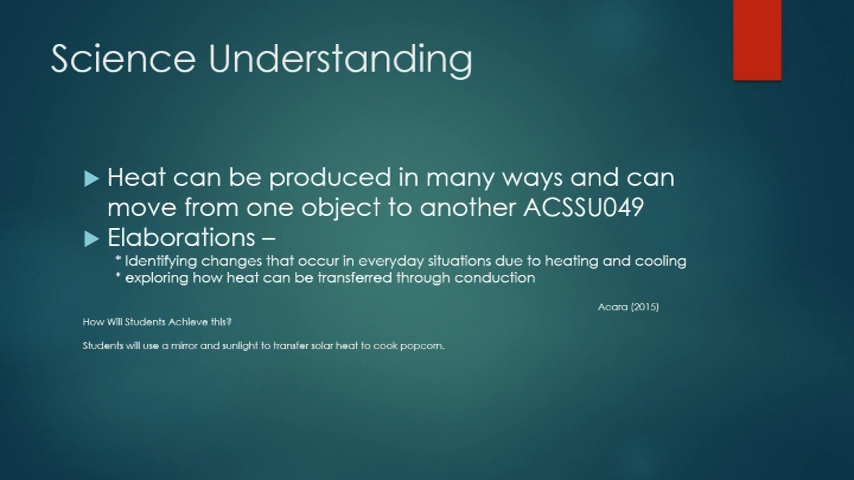 Science Understanding
Heat can be produced in many ways and can
move from one object to another ACSSU049
Elaborations –
* Identifying changes that occur in everyday situations due to heating and cooling
* exploring how heat can be transferred through conduction
Acara (2015)
How Will Students Achieve this?
Students will use a mirror and sunlight to transfer solar heat to cook popcorn.